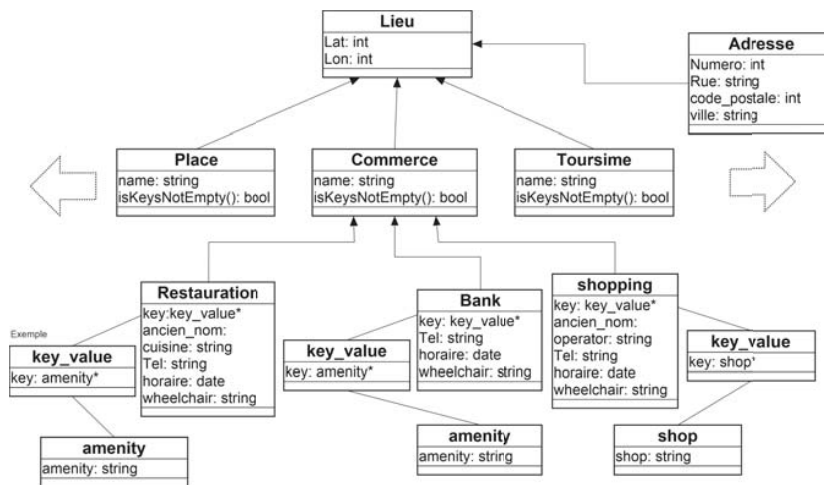 Lieu
Lat: int
Lon: int
Adresse
Numero: int
Rue: string
code_postale: int
ville: string
Place
name: string
isKeysNotEmpty(): bool
Commerce
name: string
isKeysNotEmpty(): bool
Toursime
name: string
isKeysNotEmpty(): bool
Restauration
key:key_value*
ancien_nom:
cuisine: string
Tel: string
horaire: date
wheelchair: string
Bank
key: key_value*
Tel: string
horaire: date
wheelchair: string
shopping
key: key_value*
ancien_nom:
operator: string
Tel: string
horaire: date
wheelchair: string
Exemple
key_value
key: amenity*
key_value
key: amenity*
key_value
key: shop*
amenity
amenity: string
amenity
amenity: string
shop
shop: string